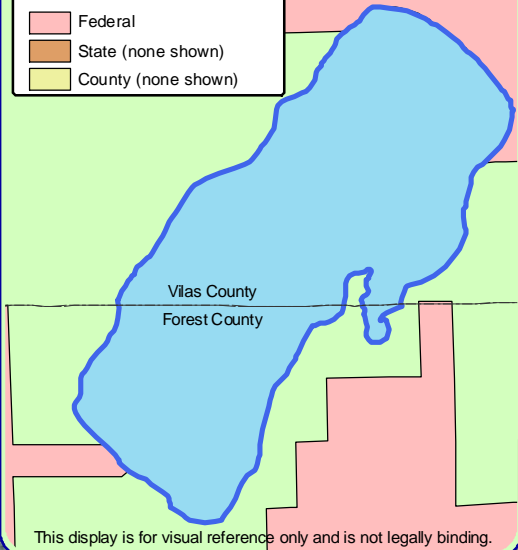 Federal
State (none shown)
County (none shown)
Vilas County
Forest County
This display is for visual reference only and is not legally binding.